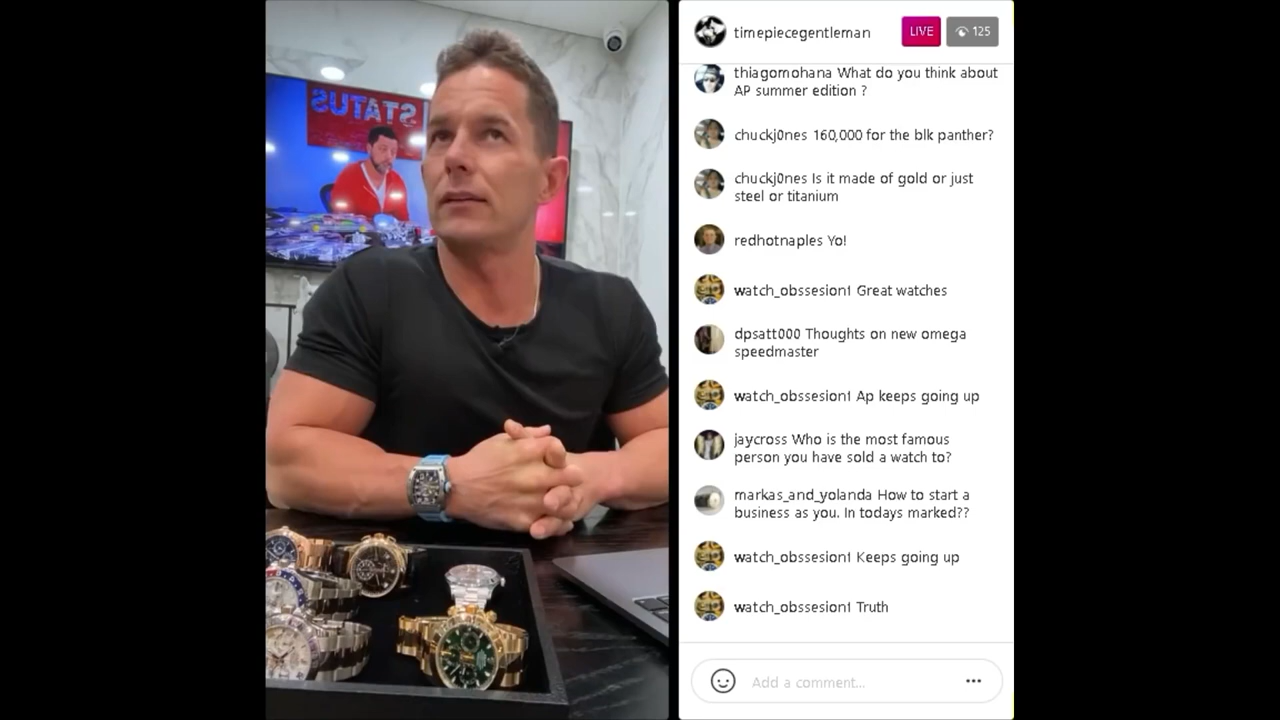 STATUS
timepiecegentleman
LIVE
125
thiagomohana What do you think about
AP summer edition ?
chuckj0nes 160,000 for the blk panther?
chuckj0nes Is it made of gold or just
steel or titanium
redhotnaples Yo!
watch_obssesion1 Great watches
dpsatt000 Thoughts on new omega
speedmaster
watch_obssesion1 Ap keeps going up
jaycross Who is the most famous
person you have sold a watch to?
markas_and_yolanda How to start a
business as you. In todays marked??
watch_obssesion1 Keeps going up
watch_obssesion1 Truth
Add a comment...